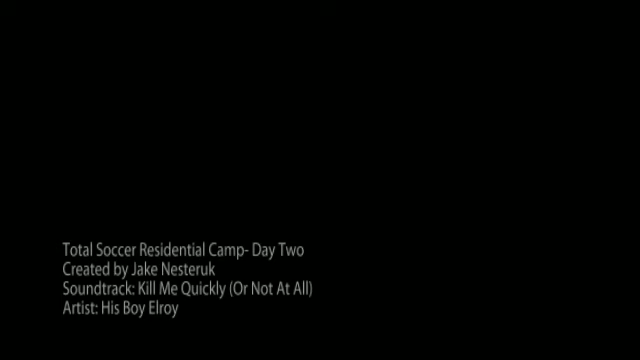 Total Soccer Residential Camp- Day Two
Created by Jake Nesteruk
Soundtrack: Kill Me Quickly (Or Not At All)
Artist: His Boy Elroy